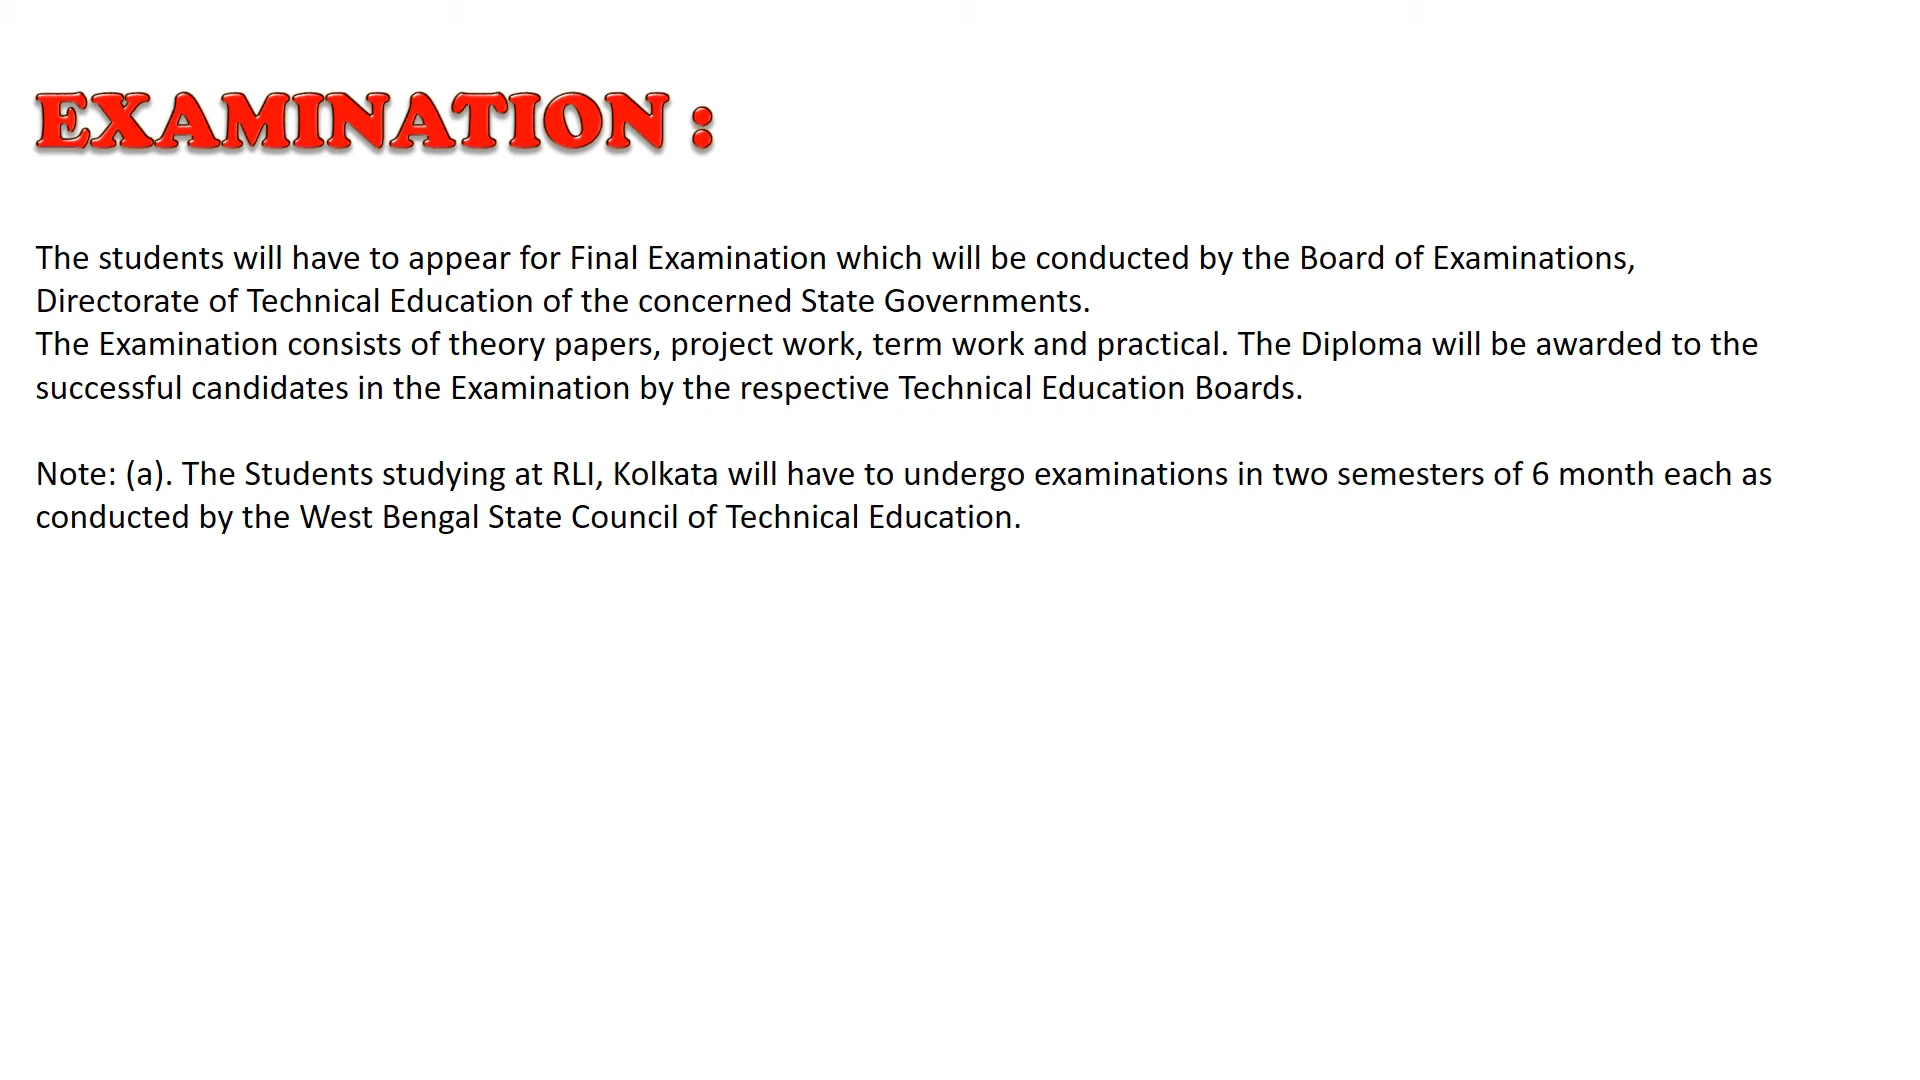 EXAMINATION :
The students will have to appear for Final Examination which will be conducted by the Board of Examinations,
Directorate of Technical Education of the concerned State Governments.
The Examination consists of theory papers, project work, term work and practical. The Diploma will be awarded to the
successful candidates in the Examination by the respective Technical Education Boards.
Note: (a). The Students studying at RLI, Kolkata will have to undergo examinations in two semesters of 6 month each as
conducted by the West Bengal State Council of Technical Education.